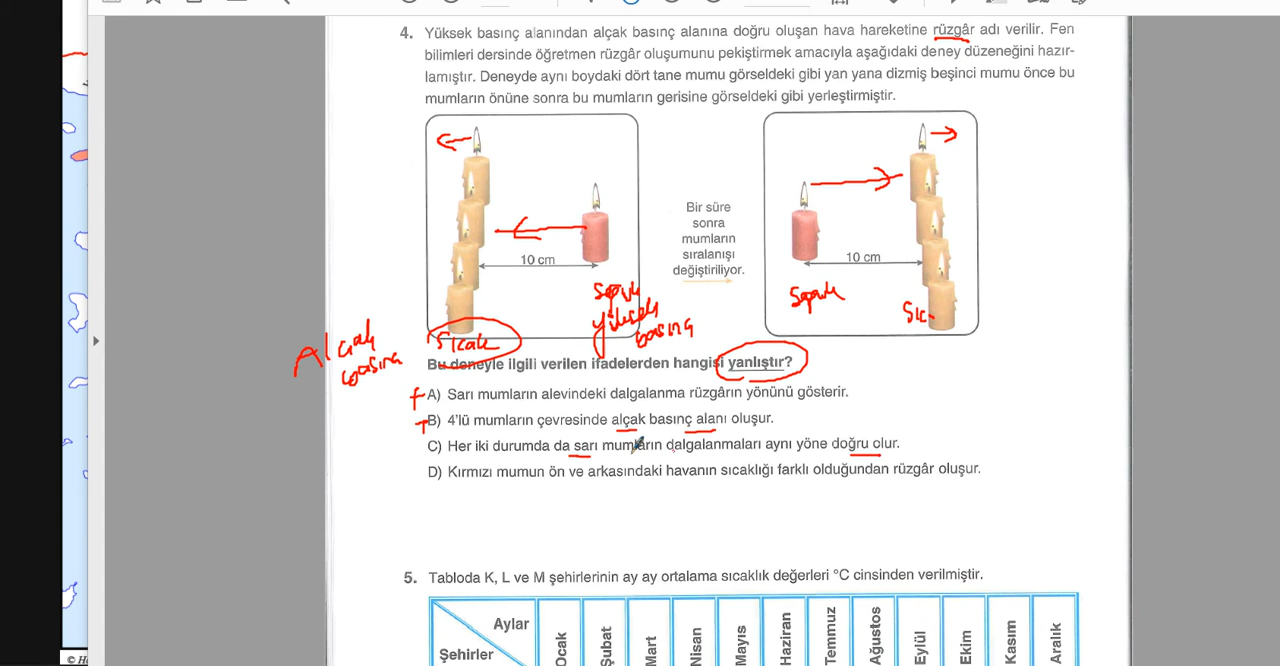 4. Yüksek basınç alanından alçak basınç alanına doğru oluşan hava hareketine rüzgâr adı verilir. Fen
bilimleri dersinde öğretmen rüzgâr oluşumunu pekiştirmek amacıyla aşağıdaki deney düzeneğini hazır-
lamıştır. Deneyde aynı boydaki dört tane mumu görseldeki gibi yan yana dizmiş beşinci mumu önce bu
mumların önüne sonra bu mumların gerisine görseldeki gibi yerleştirmiştir.
10 cm
Bir süre
sonra
mumların
sıralanışı
değiştiriliyor.
10 cm
Soğuk
yüksek
basınç
Soğuk
Sıc.
Alçak
basınç
Sıcak
Bu deneyle ilgili verilen ifadelerden hangisi yanlıştır?
A) Sarı mumların alevindeki dalgalanma rüzgârın yönünü gösterir.
B) 4'lü mumların çevresinde alçak basınç alanı oluşur.
C) Her iki durumda da sarı mumların dalgalanmaları aynı yöne doğru olur.
D) Kırmızı mumun ön ve arkasındaki havanın sıcaklığı farklı olduğundan rüzgâr oluşur.
5. Tabloda K, L ve M şehirlerinin ay ay ortalama sıcaklık değerleri °C cinsinden verilmiştir.
Aylar
Şehirler
Ocak
Şubat
Mart
Nisan
Mayıs
Haziran
Temmuz
Ağustos
Eylül
Ekim
Kasım
Aralık